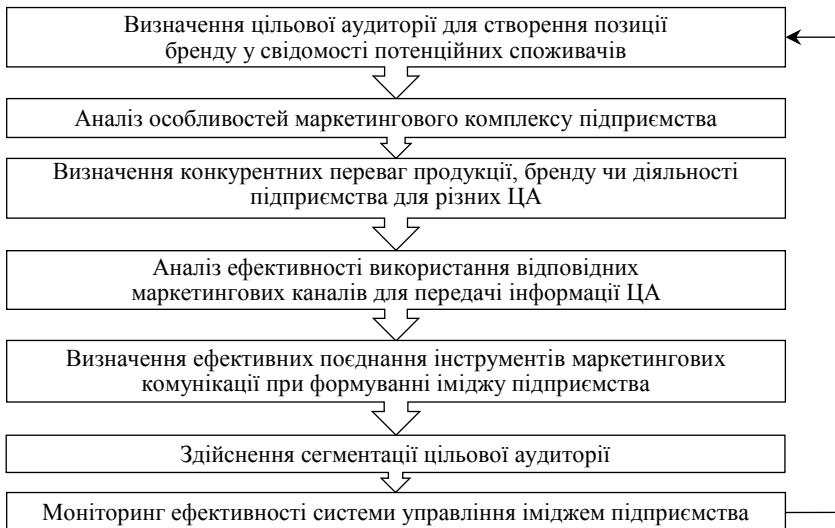 Визначення цільової аудиторії для створення позиції
бренду у свідомості потенційних споживачів
Аналіз особливостей маркетингового комплексу підприємства
Визначення конкурентних переваг продукції, бренду чи діяльності
підприємства для різних ЦА
Аналіз ефективності використання відповідних
маркетингових каналів для передачі інформації ЦА
Визначення ефективних поєднання інструментів маркетингових
комунікації при формуванні іміджу підприємства
Здійснення сегментації цільової аудиторії
Моніторинг ефективності системи управління іміджем підприємства